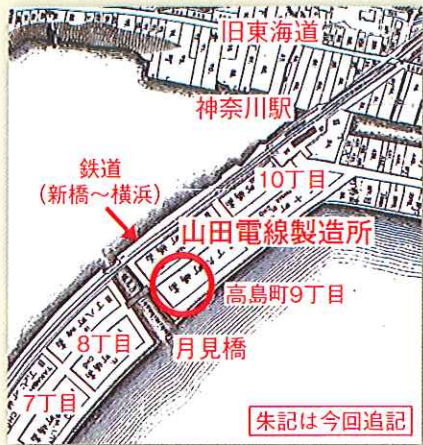 旧東海道
神奈川駅
鉄道
(新橋〜横浜)
10丁目
山田電線製造所
高島町9丁目
8丁目
月見橋
7丁目
朱記は今回追記